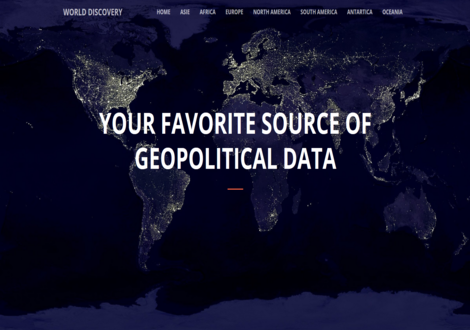 WORLD DISCOVERY
HOME ASIE AFRICA EUROPE NORTH AMERICA SOUTH AMERICA ANTARTICA OCEANIA
YOUR FAVORITE SOURCE OF
GEOPOLITICAL DATA